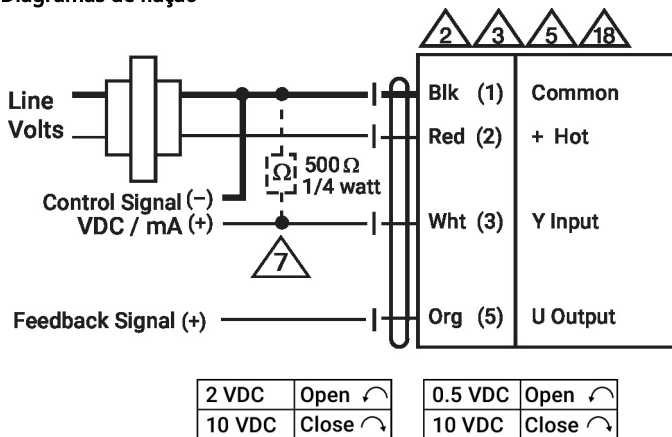 Diagramas de fiação
2 3 5 18
Line
Volts
Blk (1) Common
Red (2) + Hot
Ω 500 Ω
1/4 watt
Control Signal (−)
VDC / mA (+)
Wht (3) Y Input
7
Feedback Signal (+)
Org (5) U Output
2 VDC Open
10 VDC Close
0.5 VDC Open
10 VDC Close